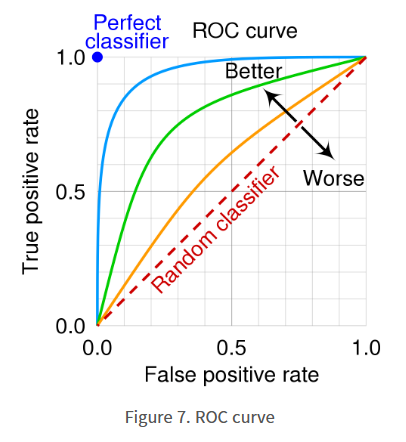 Perfect
classifier
ROC curve
1.0
Better
Worse
0.5
Random classifier
True positive rate
0.0
0.0
0.5
1.0
False positive rate
Figure 7. ROC curve